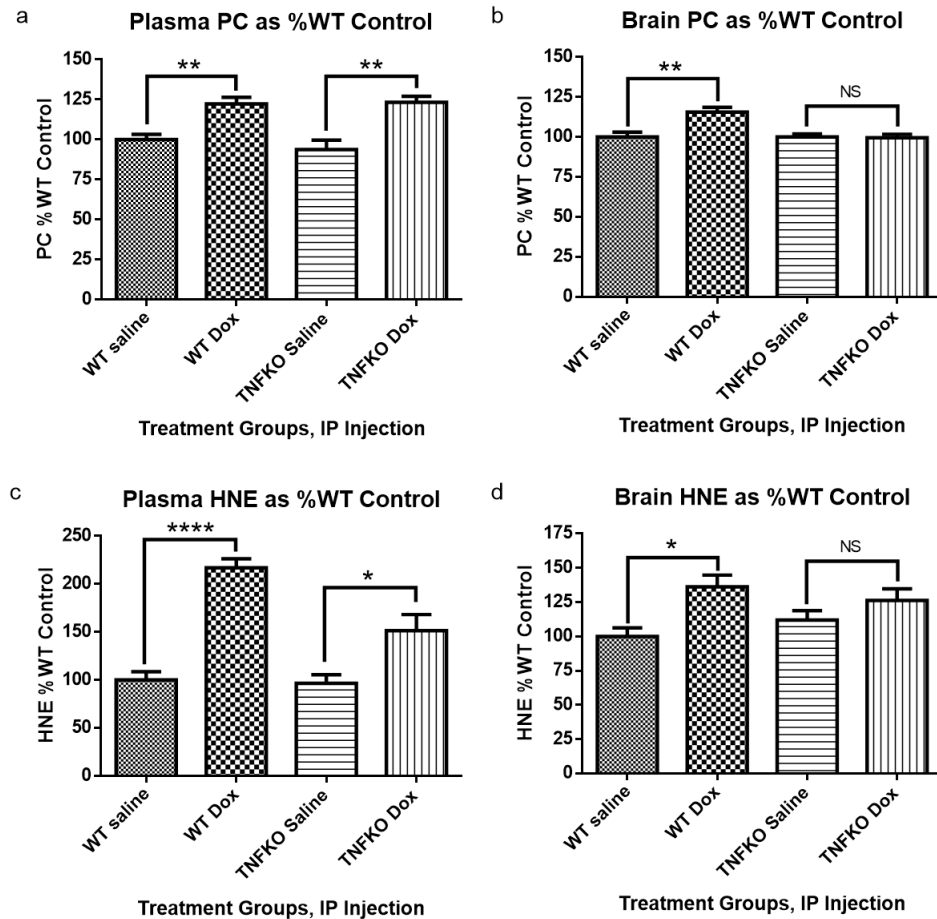 a
Plasma PC as %WT Control
PC % WT Control
150
125
100
75
50
25
0
**
**
WT saline
WT Dox
TNFKO Saline
TNFKO Dox
Treatment Groups, IP Injection
b
Brain PC as %WT Control
PC % WT Control
150
125
100
75
50
25
0
**
NS
WT saline
WT Dox
TNFKO Saline
TNFKO Dox
Treatment Groups, IP Injection
c
Plasma HNE as %WT Control
HNE % WT Control
250
200
150
100
50
0
****
*
WT saline
WT Dox
TNFKO Saline
TNFKO Dox
Treatment Groups, IP Injection
d
Brain HNE as %WT Control
HNE % WT Control
175
150
125
100
75
50
25
0
*
NS
WT saline
WT Dox
TNFKO Saline
TNFKO Dox
Treatment Groups, IP Injection